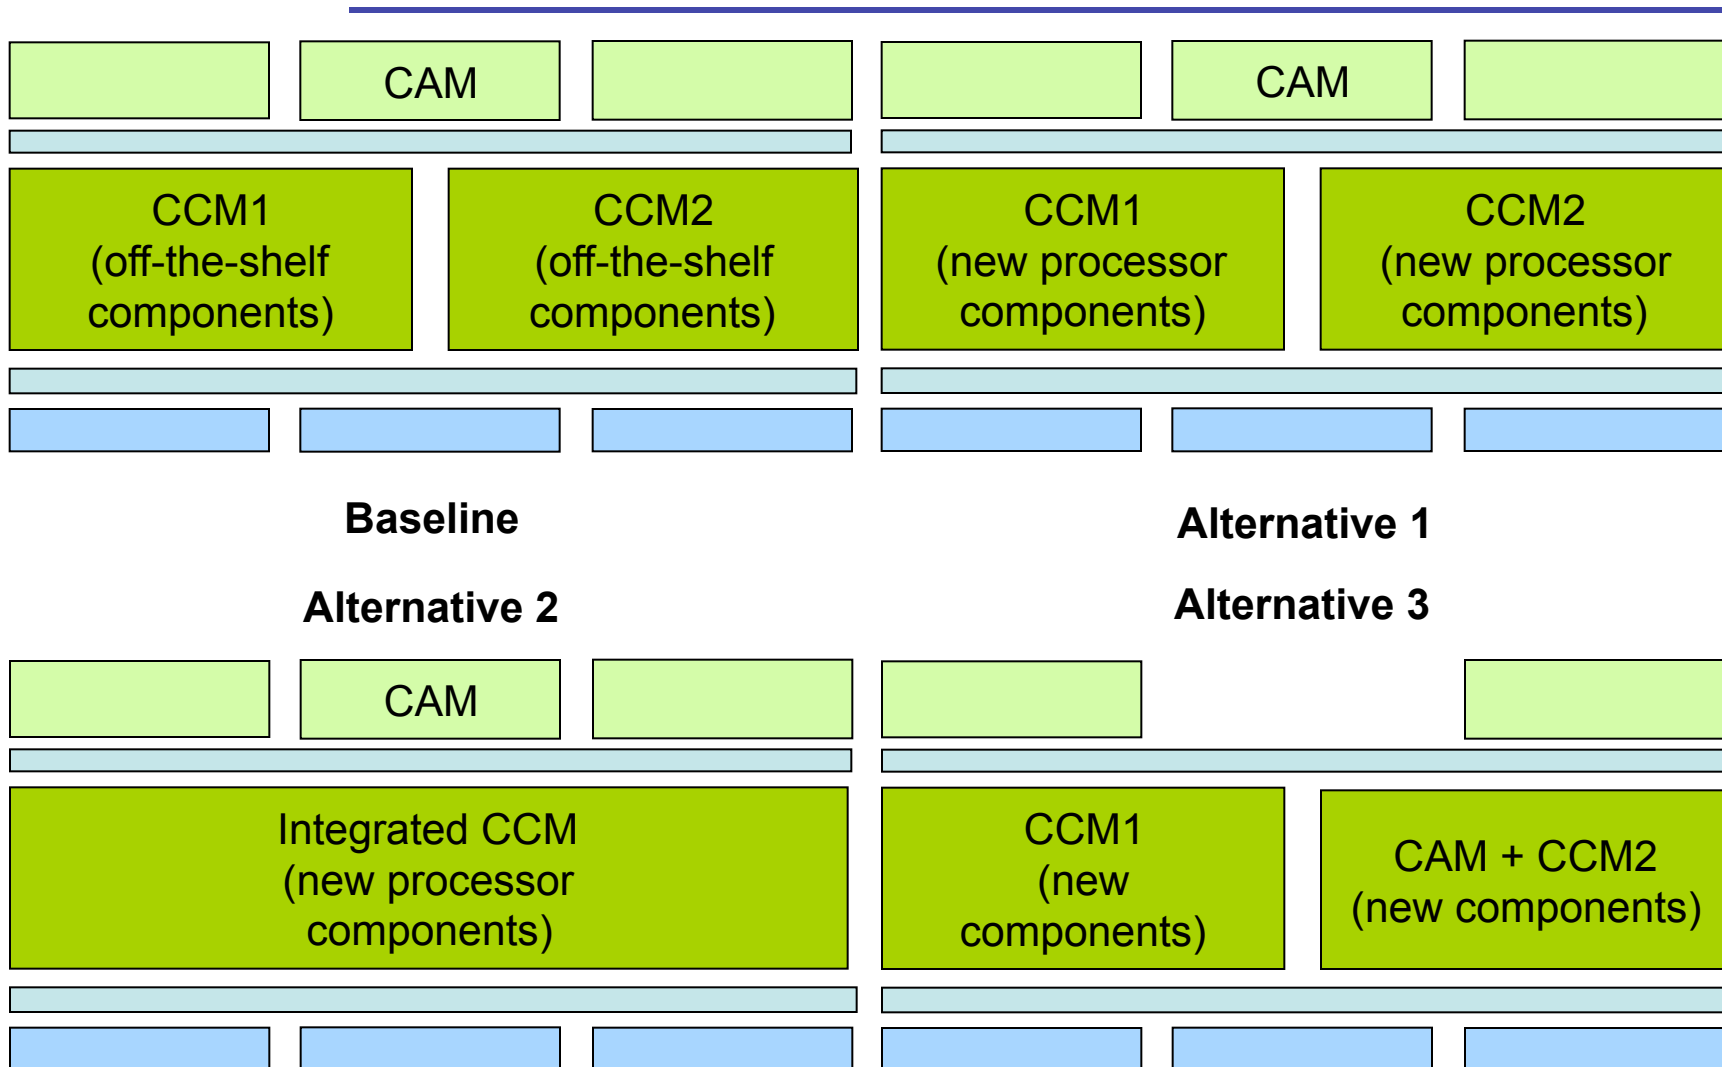 CAM
CCM1
(off-the-shelf
components)
CCM2
(off-the-shelf
components)
Baseline
CAM
CCM1
(new processor
components)
CCM2
(new processor
components)
Alternative 1
Alternative 2
CAM
Integrated CCM
(new processor
components)
Alternative 3
CCM1
(new
components)
CAM + CCM2
(new components)